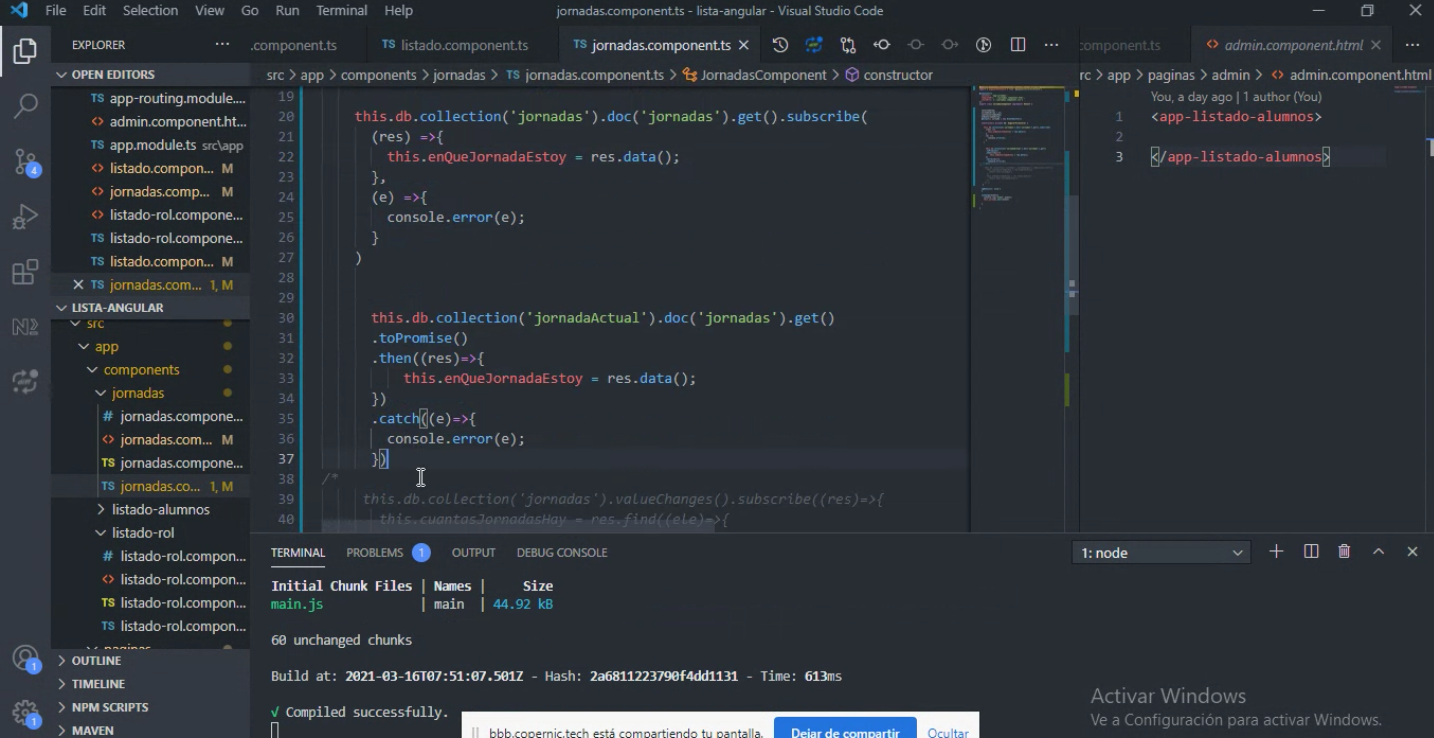 File Edit Selection View Go Run Terminal Help
jornadas.component.ts - lista-angular - Visual Studio Code
EXPLORER ···
.component.ts
TS listado.component.ts
TS jornadas.component.ts
component.ts
<> admin.component.html
OPEN EDITORS
TS app-routing.module....
<> admin.component.ht...
TS app.module.ts src\app
<> listado.compon... M
<> jornadas.comp... M
<> listado-rol.compone...
TS listado-rol.compone...
TS listado.compon... M
TS jornadas.com... 1, M
LISTA-ANGULAR
src
app
components
jornadas
# jornadas.compone...
<> jornadas.com... M
TS jornadas.compone...
TS jornadas.co... 1, M
listado-alumnos
listado-rol
# listado-rol.compon...
<> listado-rol.compon...
TS listado-rol.compon...
TS listado-rol.compon...
paginas
OUTLINE
TIMELINE
NPM SCRIPTS
MAVEN
4
1
1
src > app > components > jornadas > TS jornadas.component.ts > JornadasComponent > constructor
19
20 this.db.collection('jornadas').doc('jornadas').get().subscribe(
21 (res) =>{
22 this.enQueJornadaEstoy = res.data();
23 },
24 (e) =>{
25 console.error(e);
26 }
27 )
28
29
30 this.db.collection('jornadaActual').doc('jornadas').get()
31 .toPromise()
32 .then((res)=>{
33 this.enQueJornadaEstoy = res.data();
34 })
35 .catch((e)=>{
36 console.error(e);
37 })
38 /*
39 this.db.collection('jornadas').valueChanges().subscribe((res)=>{
40 this.cuantasJornadasHay = res.find((ele)=>{
rc > app > paginas > admin > <> admin.component.html
You, a day ago | 1 author (You)
1 <app-listado-alumnos>
2
3 </app-listado-alumnos>
TERMINAL PROBLEMS 1 OUTPUT DEBUG CONSOLE
1: node
Initial Chunk Files | Names | Size
main.js | main | 44.92 kB
60 unchanged chunks
Build at: 2021-03-16T07:51:07.501Z - Hash: 2a6811223790f4dd1131 - Time: 613ms
√ Compiled successfully.
Activar Windows
Ve a Configuración para activar Windows.
bbb.copernic.tech está compartiendo tu pantalla.
Dejar de compartir
Ocultar